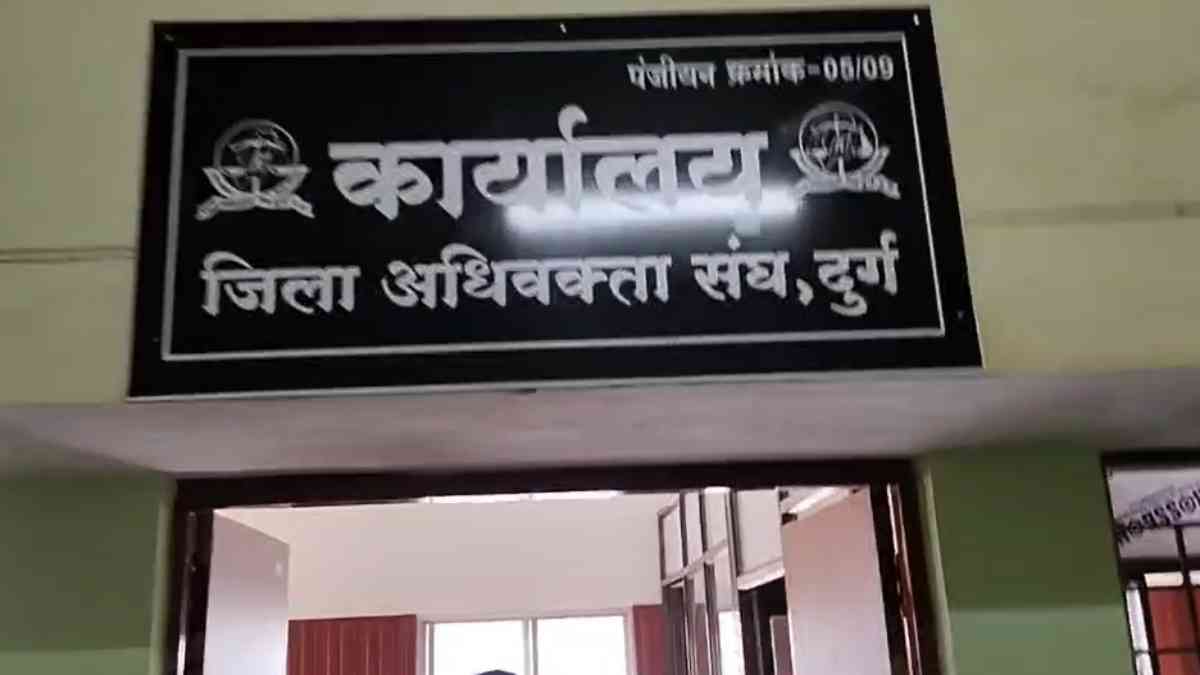 पंजीयन क्रमांक-05/09
कार्यालय
जिला अधिवक्ता संघ, दुर्ग